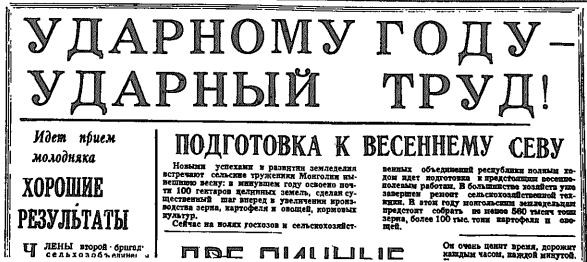 УДАРНОМУ ГОДУ—
УДАРНЫЙ ТРУД!
Идет прием
молодняка
ХОРОШИЕ
РЕЗУЛЬТАТЫ
ЛЕНЫ второй бригад-
ПОДГОТОВКА К ВЕСЕННЕМУ СЕВУ
Новыми успехами в развитии земледелия
встречают сельские труженики Монголии ны-
нешнюю весну: в минувшем году освоено поч-
ти 100 гектаров целинных земель, сделан су-
щественный шаг вперед в увеличении произ-
водства зерна, картофеля и овощей, кормовых
культур.
Сейчас на полях госхозов и сельскохозяйст-
венных объединений республики полным хо-
дом идет подготовка к предстоящим весенне-
полевым работам. В большинстве хозяйств уже
завершен ремонт сельскохозяйственной тех-
ники. В этом году монгольским земледельцам
предстоит собрать не менее 560 тысяч тонн
зерна, более 100 тыс. тонн картофеля и ово-
щей.
Он очень ценит время, дорожит
каждым часом, каждой минутой.